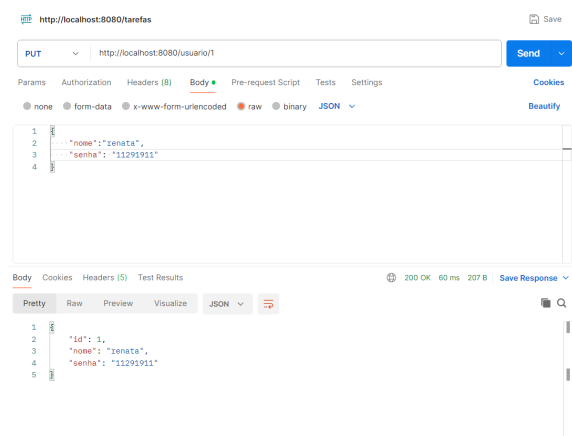 HTTP http://localhost:8080/tarefas Save
PUT http://localhost:8080/usuario/1 Send
Params Authorization Headers (8) Body Pre-request Script Tests Settings Cookies
none form-data x-www-form-urlencoded raw binary JSON Beautify
1 {
2 ····"nome":"renata",
3 ····"senha":·"11291911"
4 }
Body Cookies Headers (5) Test Results 200 OK 60 ms 207 B Save Response
Pretty Raw Preview Visualize JSON
1 {
2 "id": 1,
3 "nome": "renata",
4 "senha": "11291911"
5 }